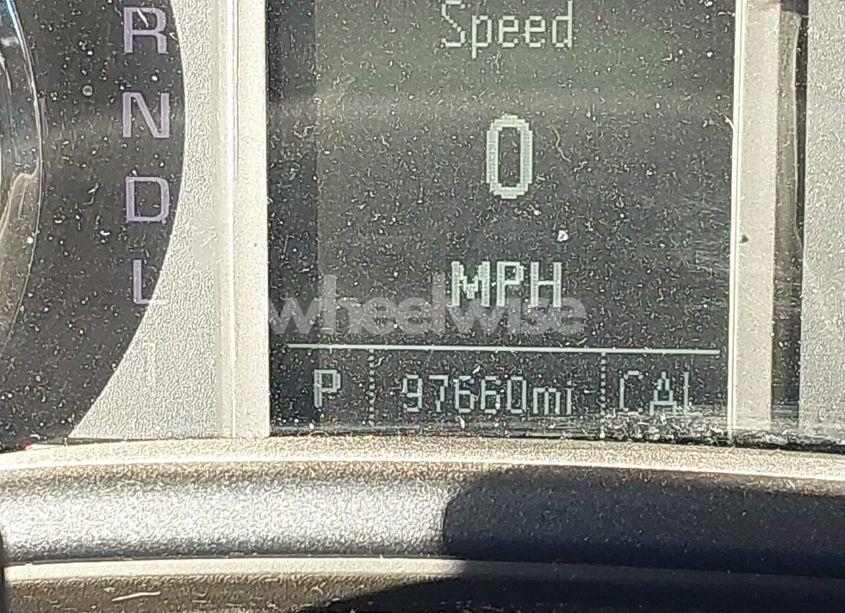 R
Speed
N
0
D
MPH
L
wheelwise
P 97660mi CAL